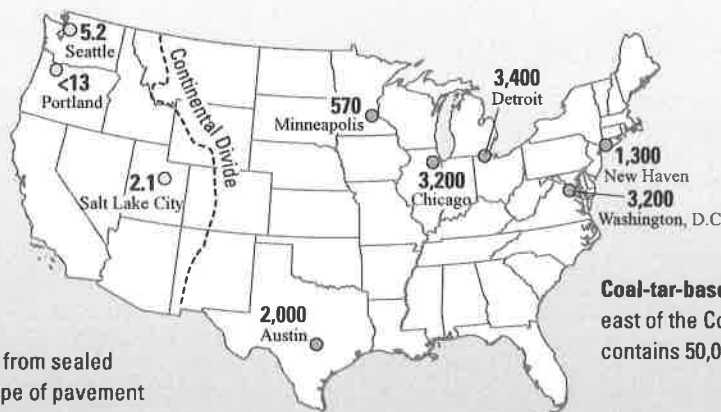 5.2
Seattle
<13
Portland
Continental Divide
2.1
Salt Lake City
570
Minneapolis
3,400
Detroit
3,200
Chicago
1,300
New Haven
3,200
Washington, D.C
2,000
Austin
Coal-tar-base
east of the Co
contains 50,0
from sealed
pe of pavement